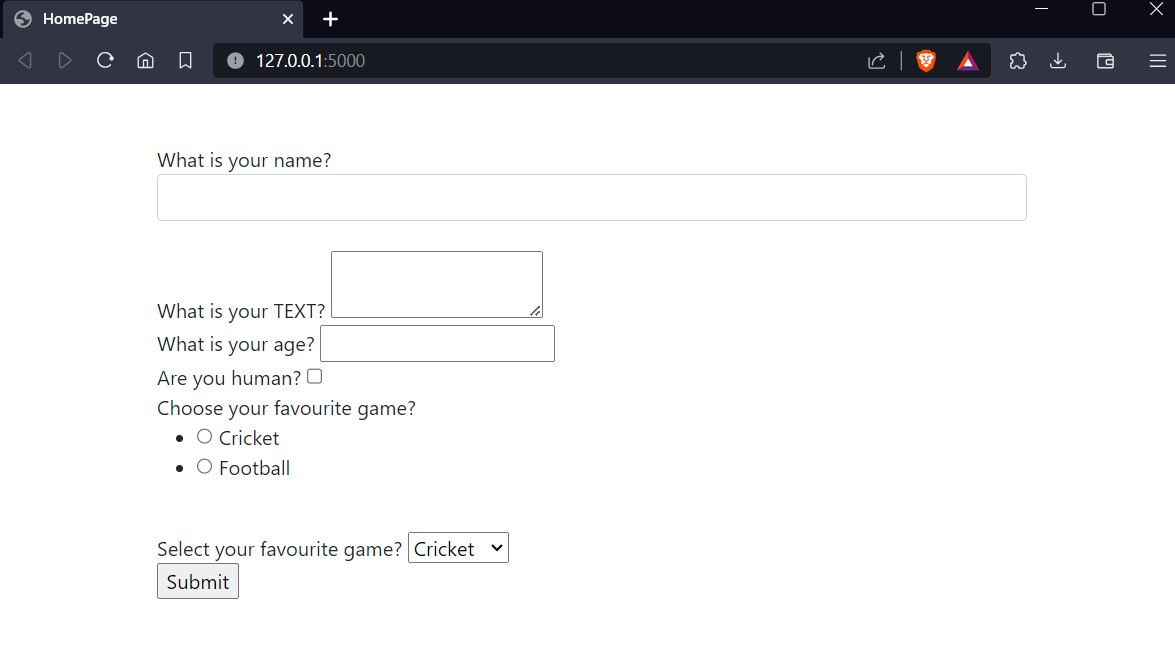 HomePage
127.0.0.1:5000
What is your name?
What is your TEXT?
What is your age?
Are you human?
Choose your favourite game?
Cricket
Football
Select your favourite game? Cricket
Submit